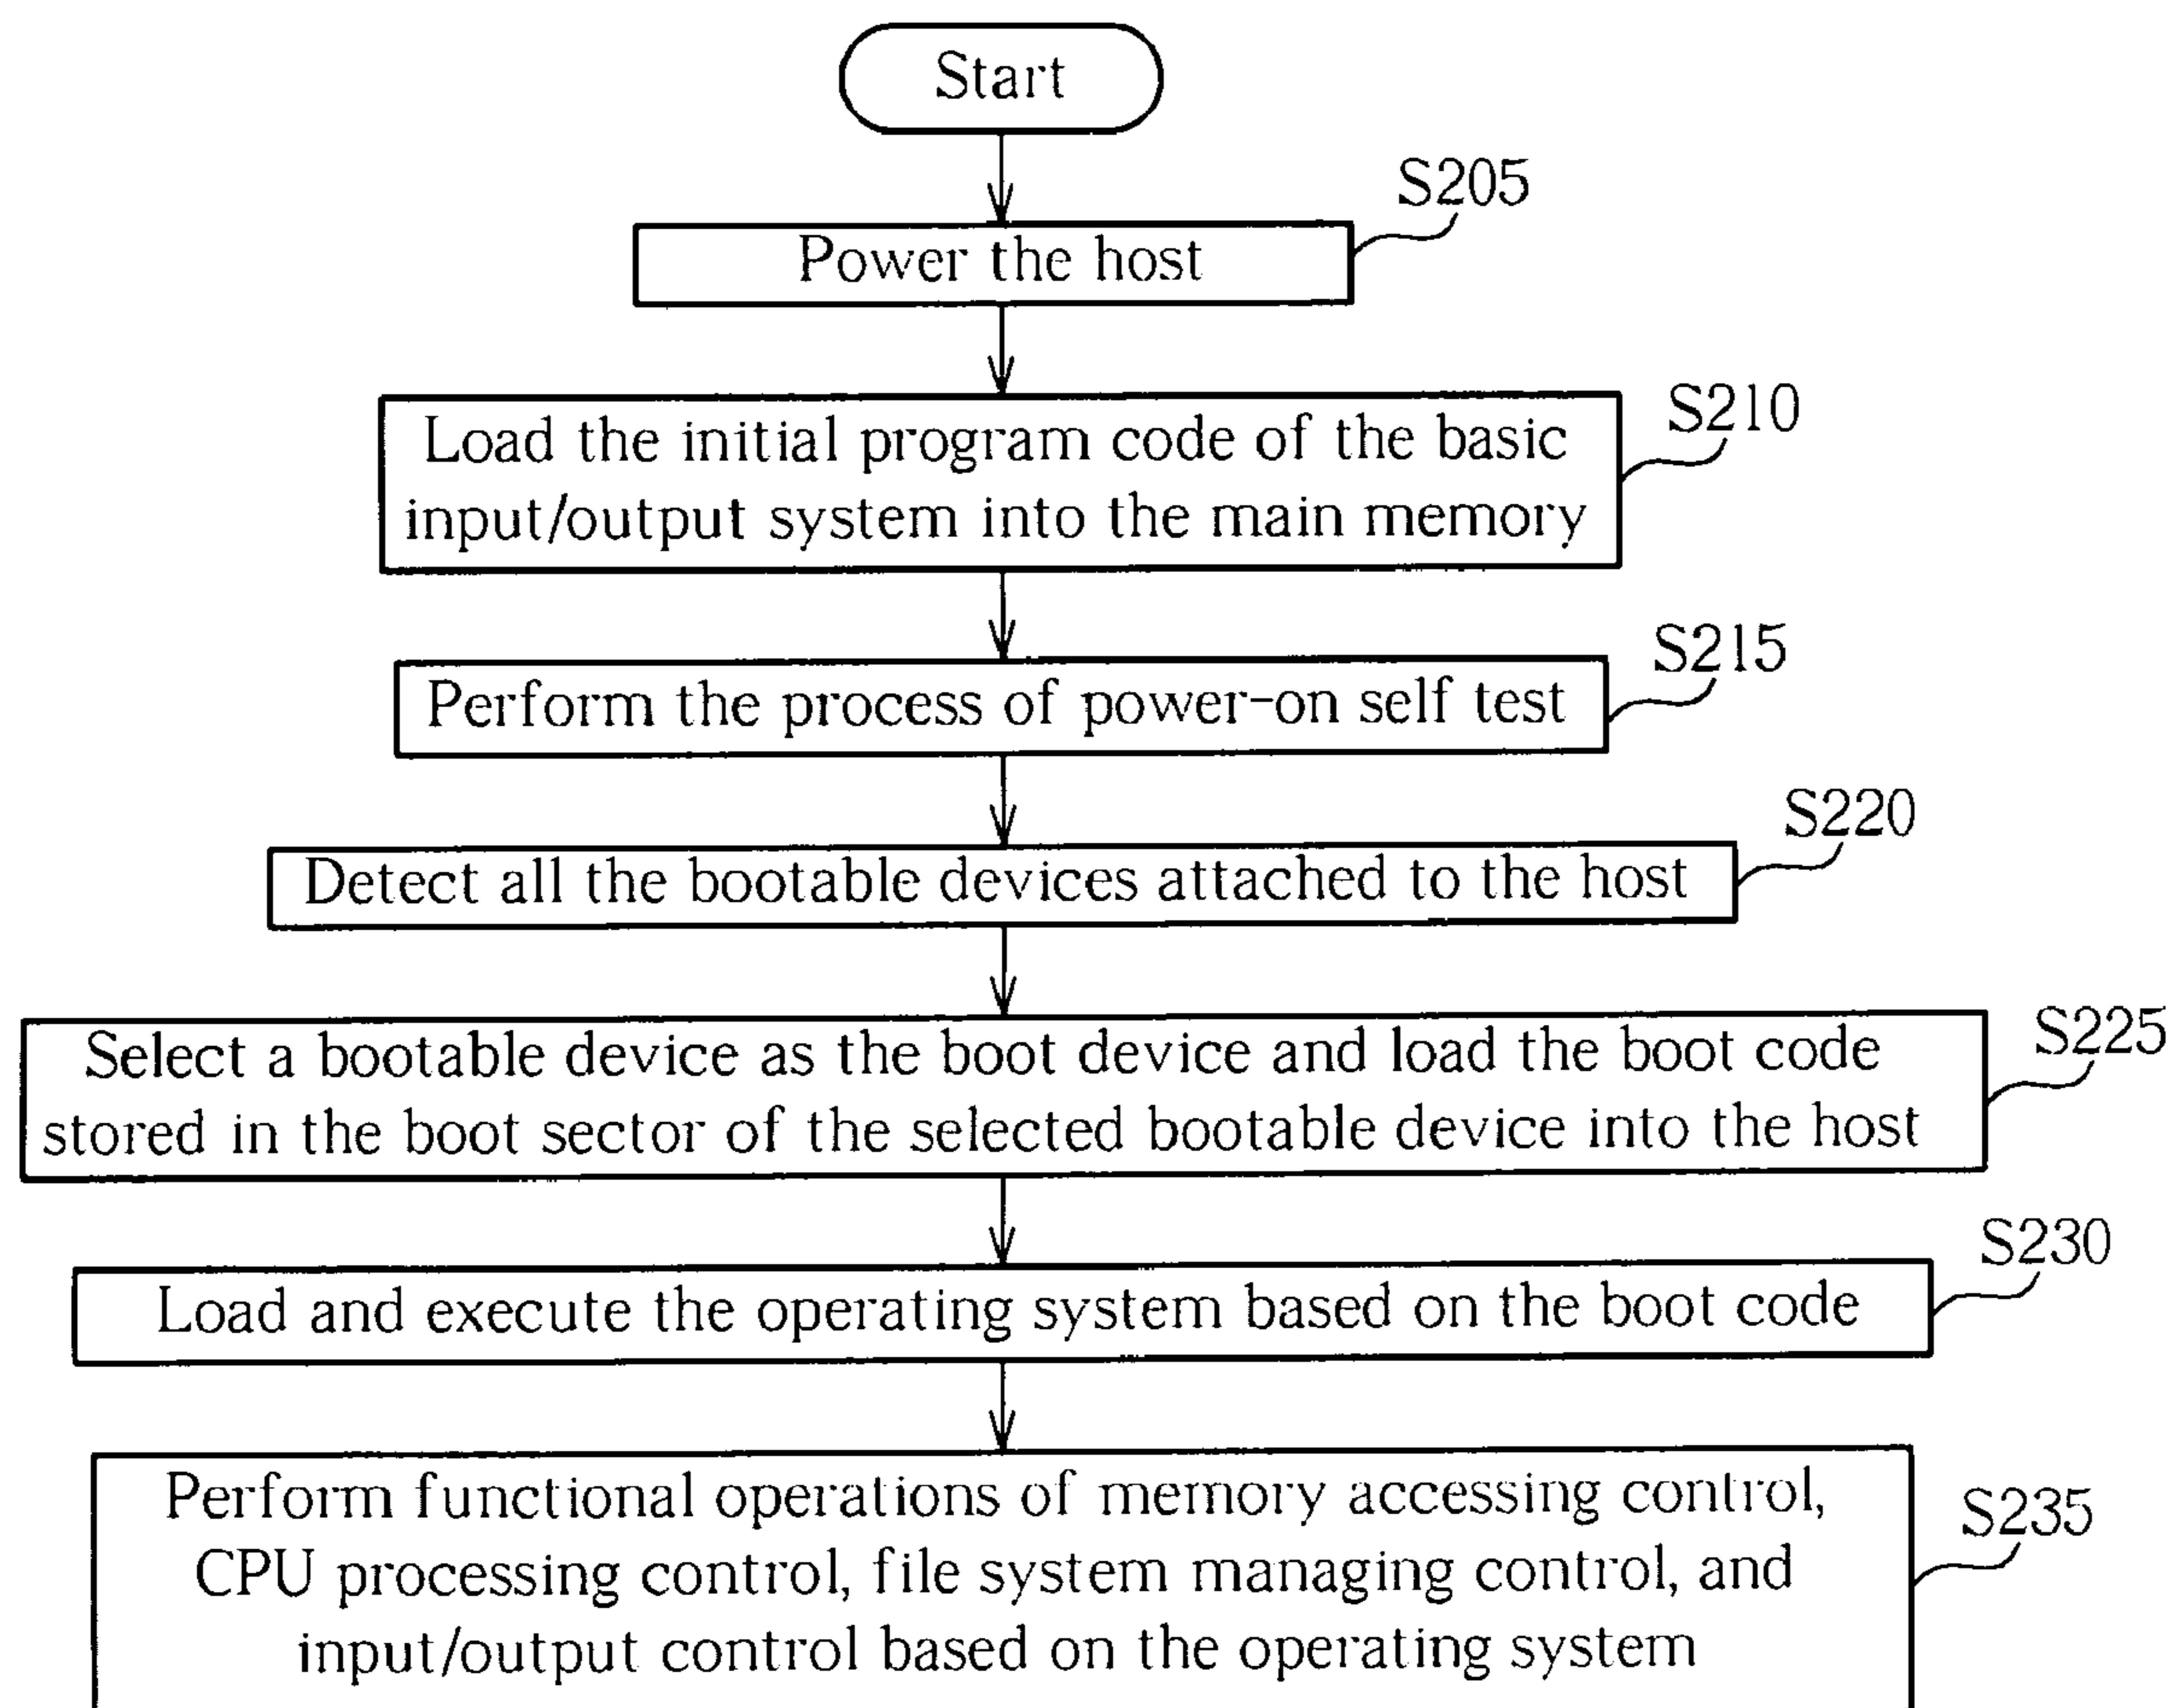 Start
S205
Power the host
S210
Load the initial program code of the basic
input/output system into the main memory
S215
Perform the process of power-on self test
S220
Detect all the bootable devices attached to the host
S225
Select a bootable device as the boot device and load the boot code
stored in the boot sector of the selected bootable device into the host
S230
Load and execute the operating system based on the boot code
S235
Perform functional operations of memory accessing control,
CPU processing control, file system managing control, and
input/output control based on the operating system